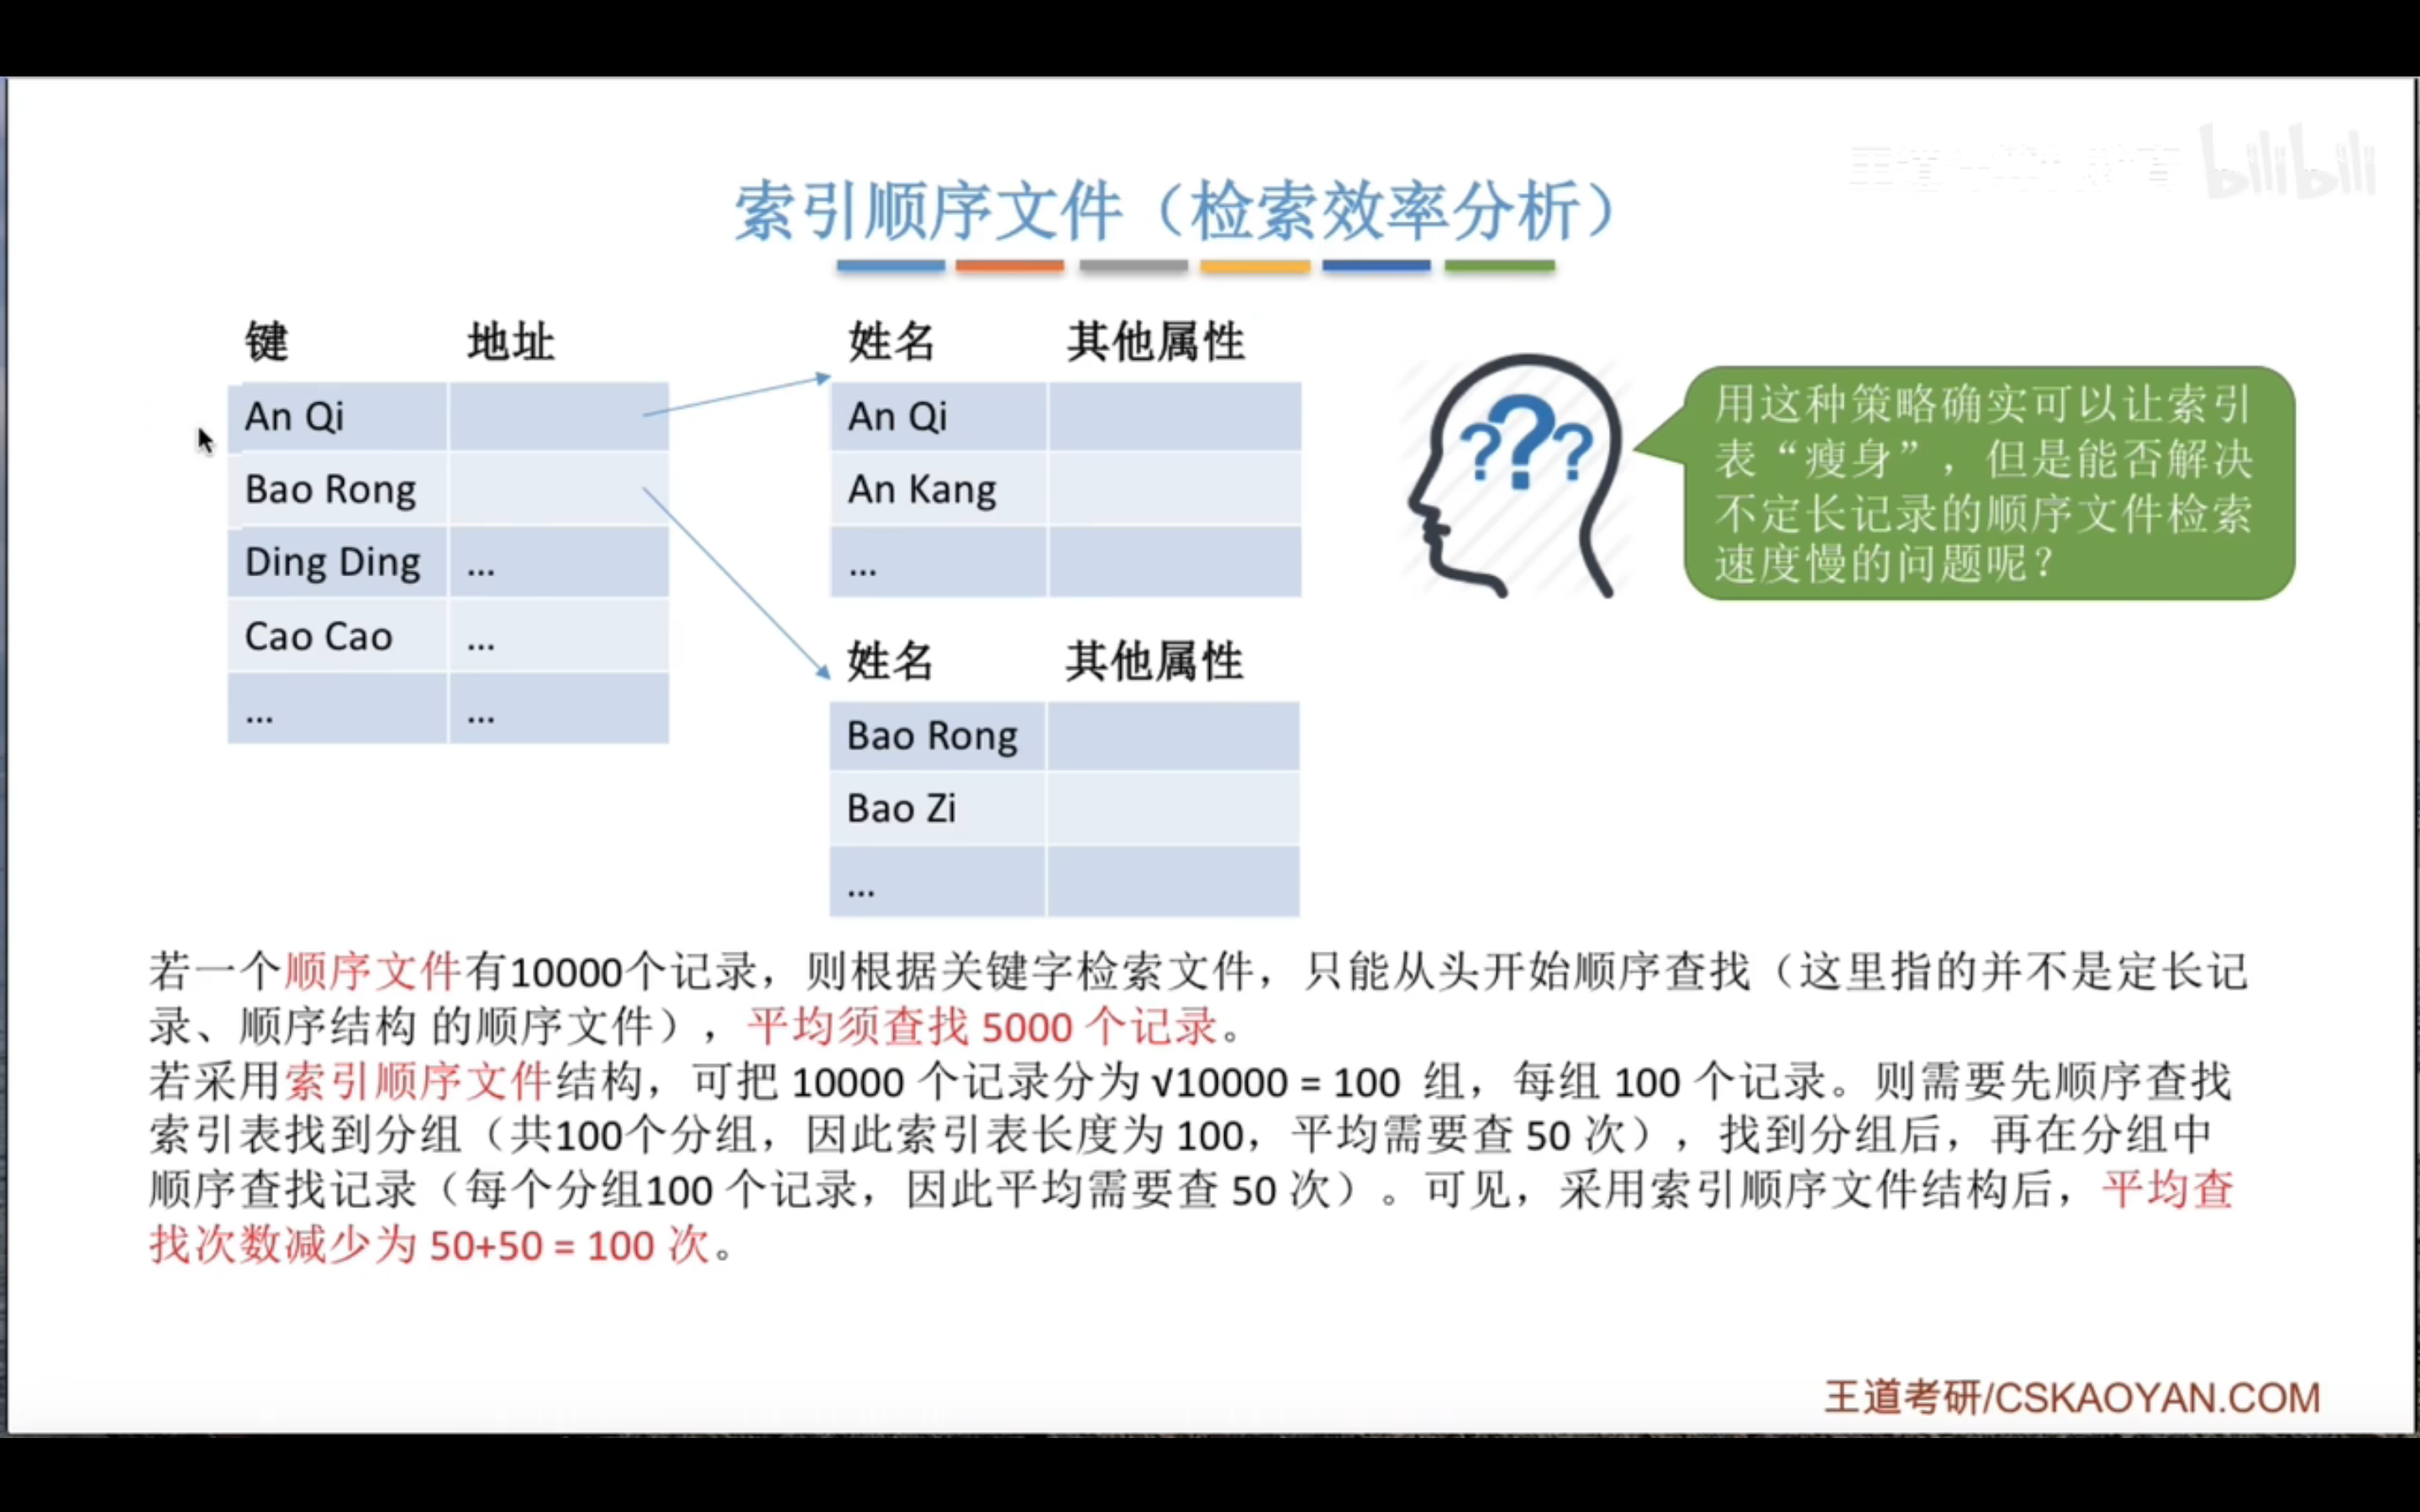 索引顺序文件（检索效率分析）
键 地址
An Qi
Bao Rong
Ding Ding ...
Cao Cao ...
... ...
姓名 其他属性
An Qi
An Kang
...
姓名 其他属性
Bao Rong
Bao Zi
...
???
用这种策略确实可以让索引
表“瘦身”，但是能否解决
不定长记录的顺序文件检索
速度慢的问题呢？
若一个顺序文件有10000个记录，则根据关键字检索文件，只能从头开始顺序查找（这里指的并不是定长记
录、顺序结构 的顺序文件），平均须查找 5000 个记录。
若采用索引顺序文件结构，可把 10000 个记录分为 √10000 = 100 组，每组 100 个记录。则需要先顺序查找
索引表找到分组（共100个分组，因此索引表长度为 100，平均需要查 50 次），找到分组后，再在分组中
顺序查找记录（每个分组100 个记录，因此平均需要查 50 次）。可见，采用索引顺序文件结构后，平均查
找次数减少为 50+50 = 100 次。
王道考研/CSKAOYAN.COM
bilibili